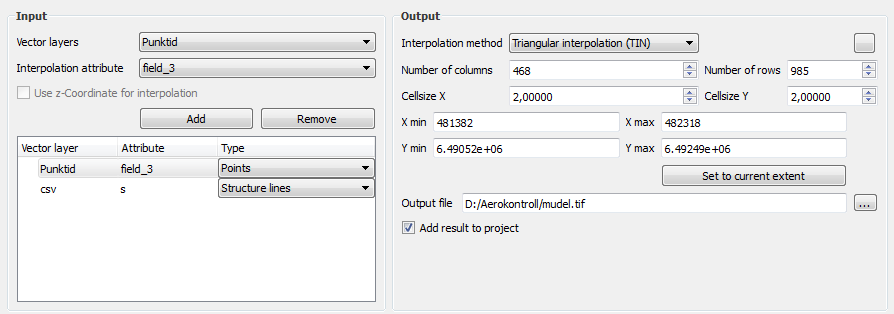 Input
Vector layers Punktid
Interpolation attribute field_3
Use z-Coordinate for interpolation
Add Remove
Vector layer Attribute Type
Punktid field_3 Points
csv s Structure lines
Output
Interpolation method Triangular interpolation (TIN)
Number of columns 468 Number of rows 985
Cellsize X 2,00000 Cellsize Y 2,00000
X min 481382 X max 482318
Y min 6.49052e+06 Y max 6.49249e+06
Set to current extent
Output file D:/Aerokontroll/mudel.tif ...
Add result to project